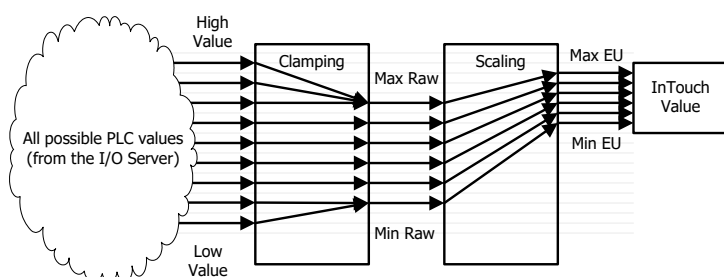 High
Value
Clamping
Max Raw
Scaling
Max EU
InTouch
Value
All possible PLC values
(from the I/O Server)
Min EU
Min Raw
Low
Value